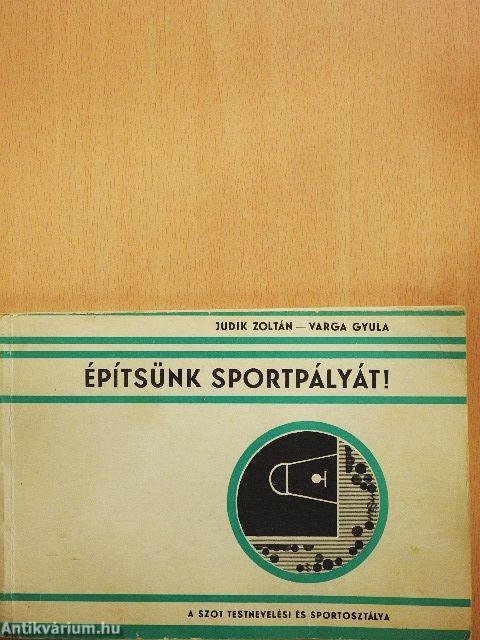 JUDIK ZOLTÁN — VARGA GYULA
ÉPÍTSÜNK SPORTPÁLYÁT!
A SZOT TESTNEVELÉSI ÉS SPORTOSZTÁLYA
Antikvárium.hu